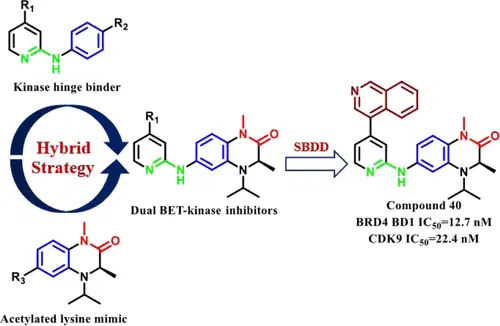 R1
R2
N
N
H
Kinase hinge binder
Hybrid
Strategy
R1
N
N
H
N
O
N
Dual BET-kinase inhibitors
SBDD
N
N
N
H
N
O
N
Compound 40
BRD4 BD1 IC50=12.7 nM
CDK9 IC50=22.4 nM
N
O
R3
N
Acetylated lysine mimic